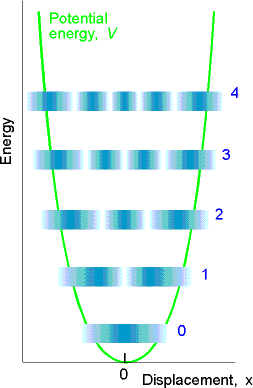 Potential
energy, V
Energy
4
3
2
1
0
0
Displacement, x